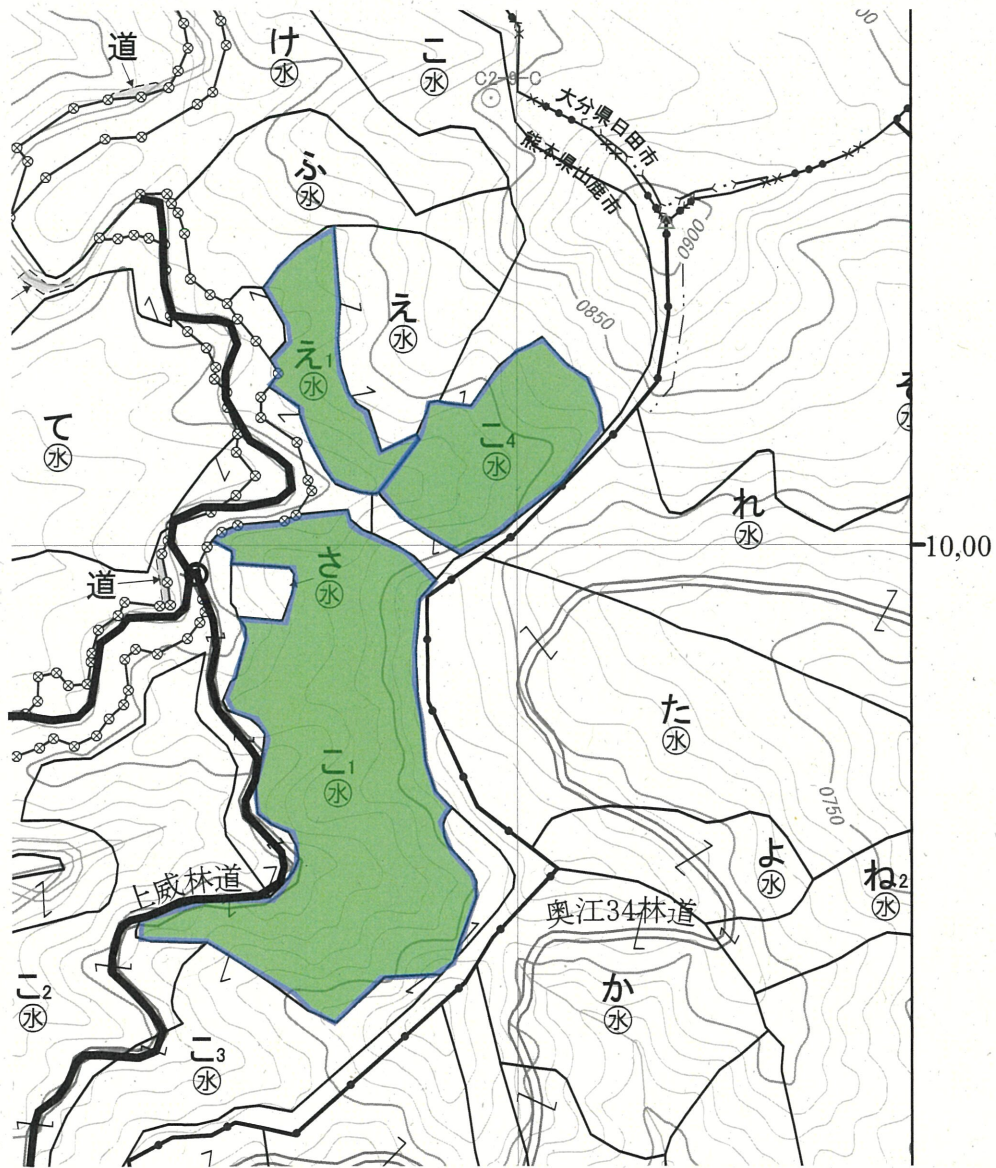 道
け
㊌
こ
㊌
C2-9-C
大分県日田市
熊本県山鹿市
ふ
㊌
0900
え
㊌
0850
え1
㊌
て
㊌
こ4
㊌
れ
㊌
10,00
さ
㊌
道
た
㊌
こ1
㊌
0750
よ
㊌
ね2
㊌
上威林道
奥江34林道
か
㊌
こ2
㊌
こ3
㊌